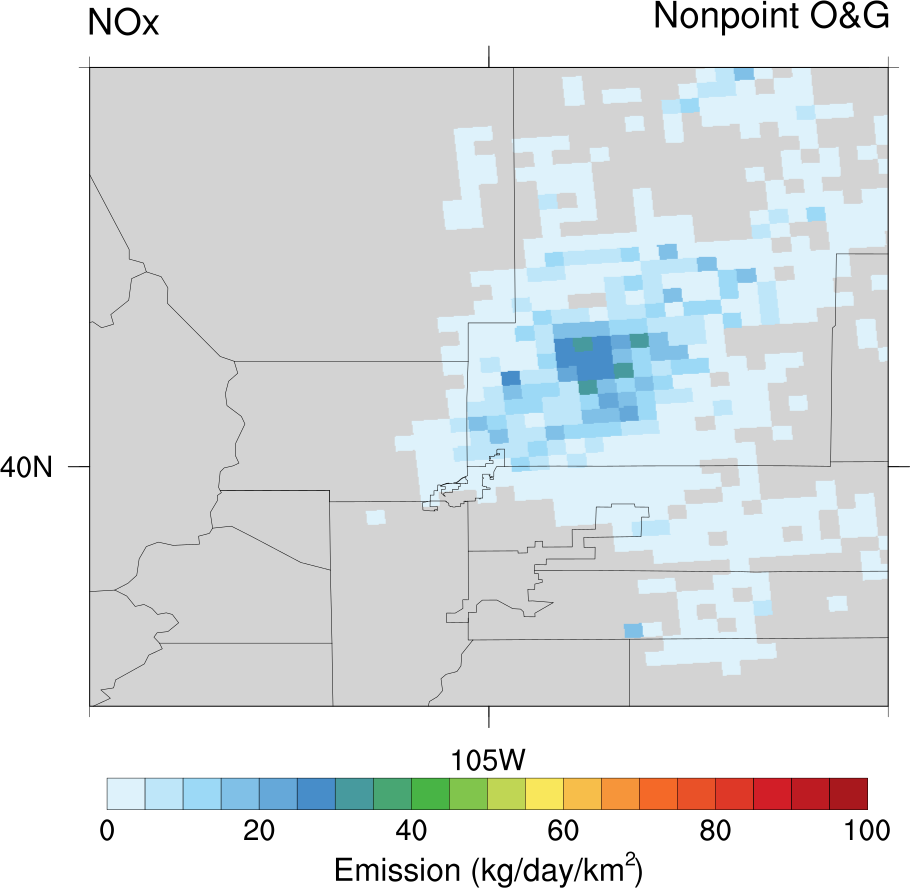 NOx
Nonpoint O&G
40N
105W
0 20 40 60 80 100
Emission (kg/day/km²)